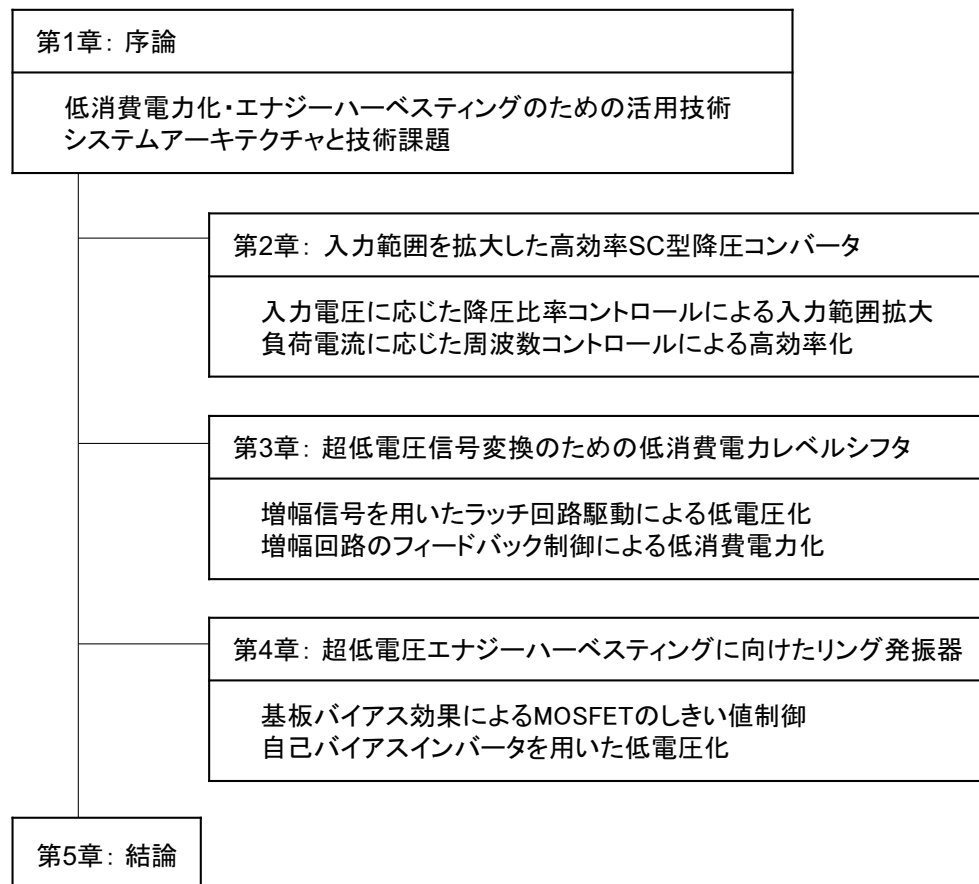 第1章: 序論
低消費電力化・エナジーハーベスティングのための活用技術
システムアーキテクチャと技術課題
第2章: 入力範囲を拡大した高効率SC型降圧コンバータ
入力電圧に応じた降圧比率コントロールによる入力範囲拡大
負荷電流に応じた周波数コントロールによる高効率化
第3章: 超低電圧信号変換のための低消費電力レベルシフタ
増幅信号を用いたラッチ回路駆動による低電圧化
増幅回路のフィードバック制御による低消費電力化
第4章: 超低電圧エナジーハーベスティングに向けたリング発振器
基板バイアス効果によるMOSFETのしきい値制御
自己バイアスインバータを用いた低電圧化
第5章: 結論